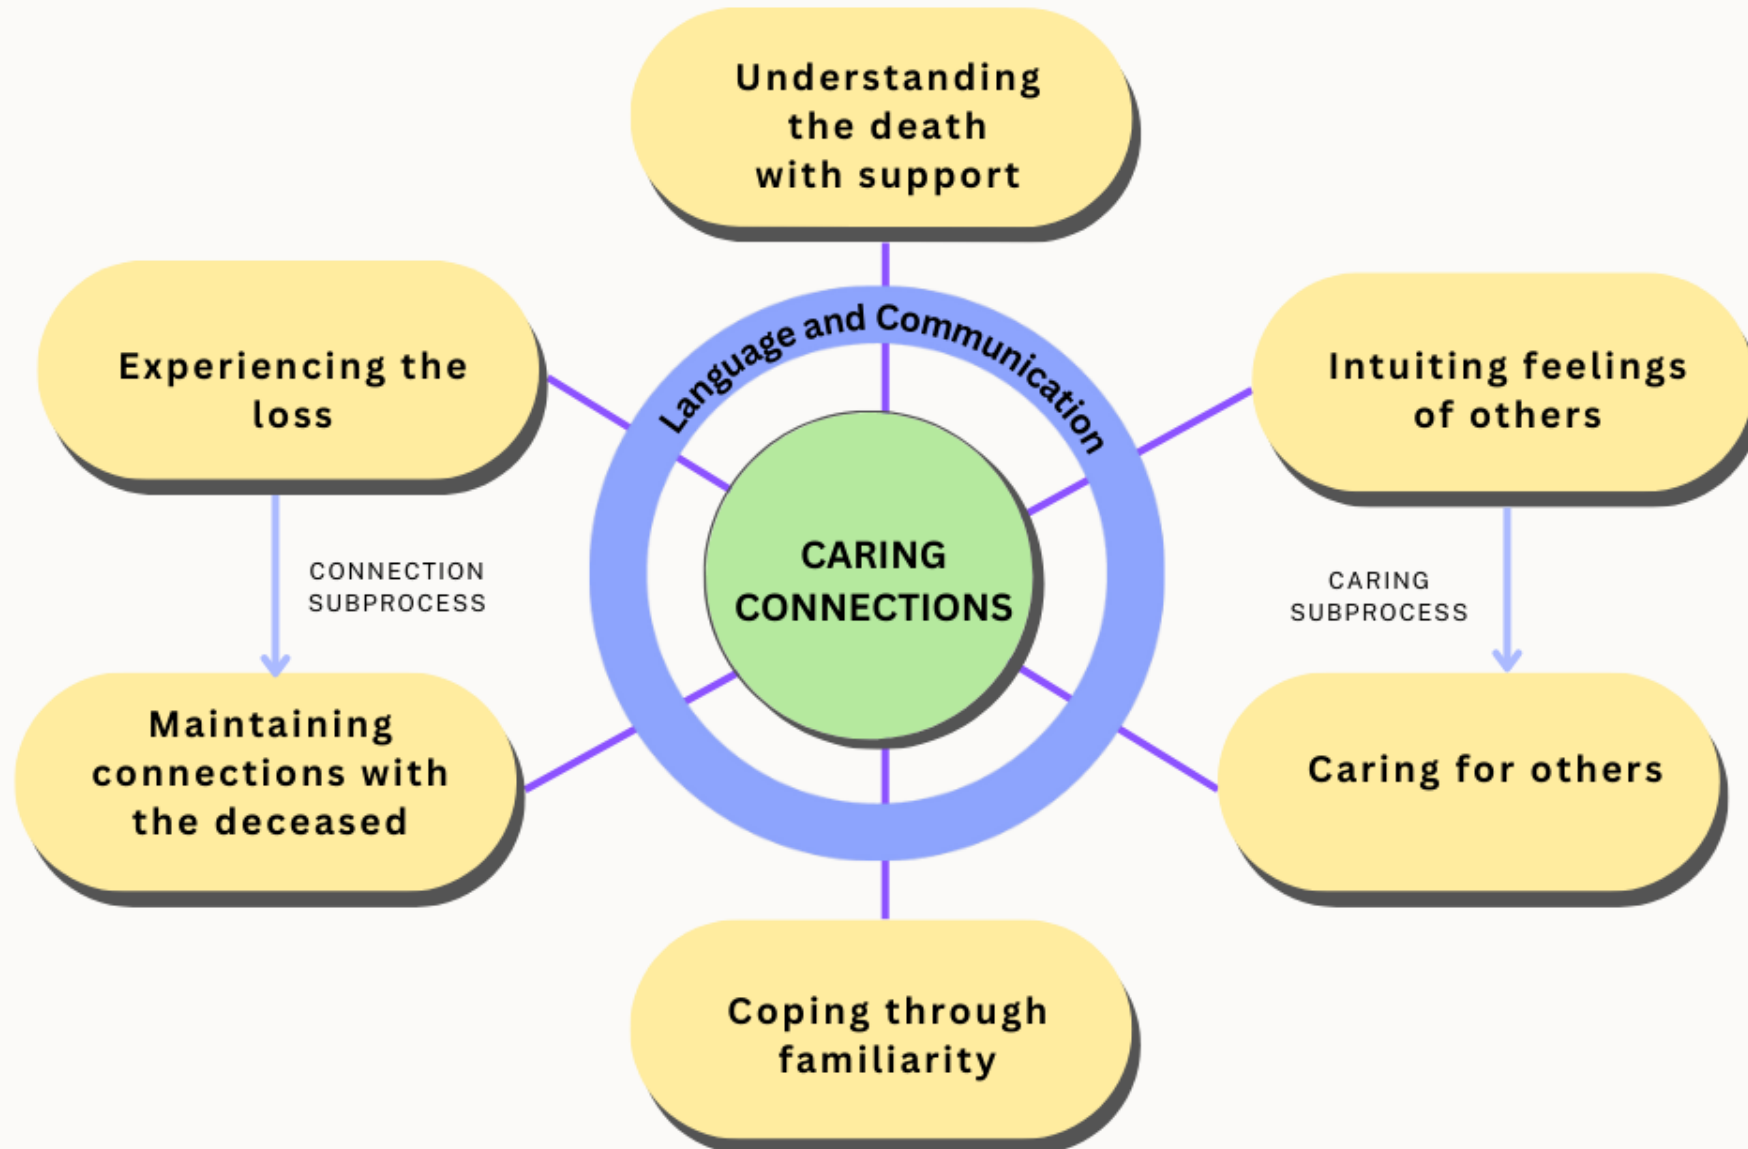 Understanding
the death
with support
Language and Communication
Experiencing the
loss
Intuiting feelings
of others
CARING
CONNECTIONS
CONNECTION
SUBPROCESS
CARING
SUBPROCESS
Maintaining
connections with
the deceased
Caring for others
Coping through
familiarity